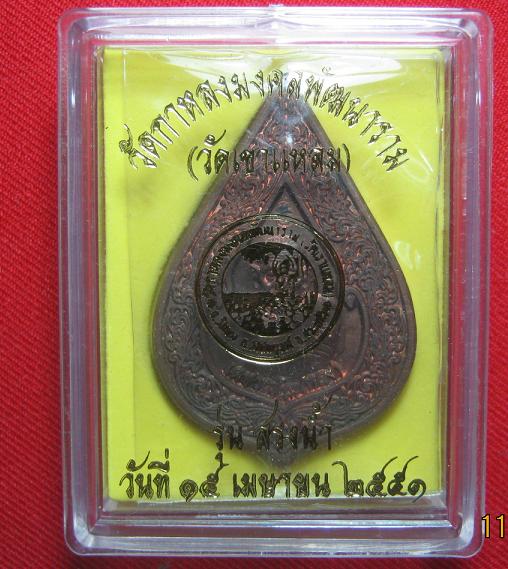 วัดกาหลงมงคลพัฒนาราม
(วัดเขาแหลม)
รุ่น สรงน้ำ
วันที่ ๑๕ เมษายน ๒๕๕๑
11